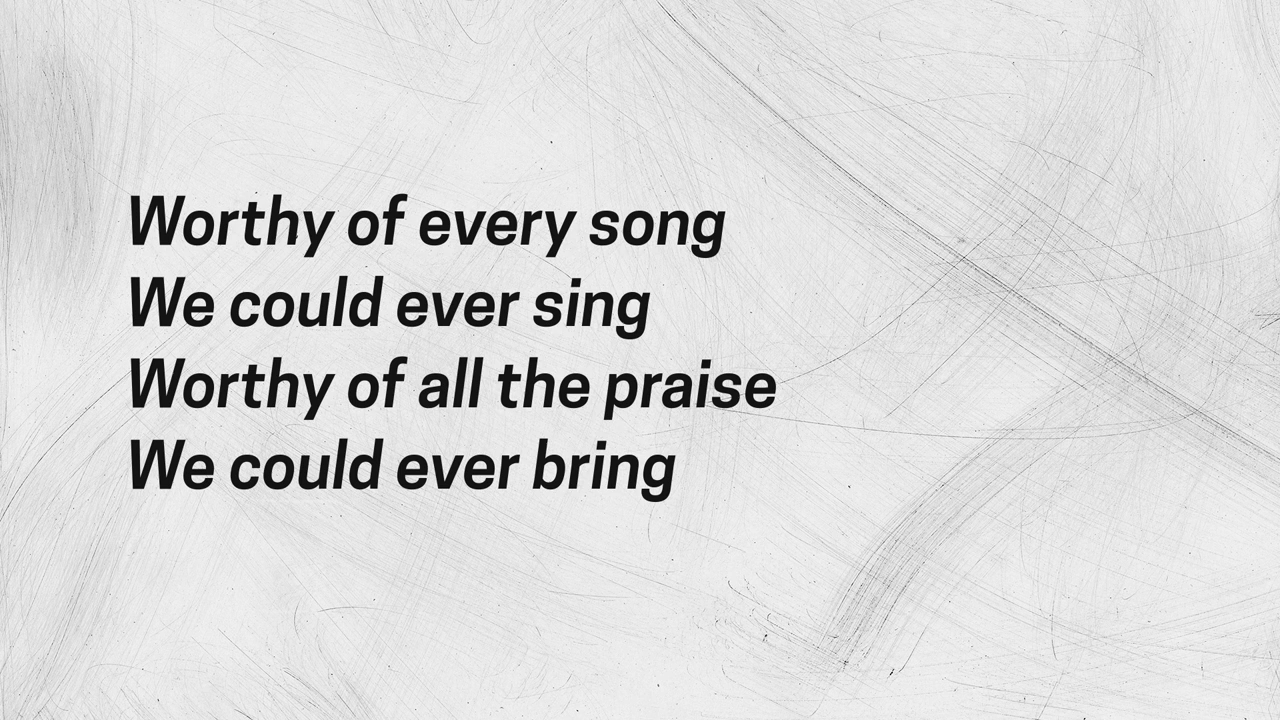 Worthy of every song
We could ever sing
Worthy of all the praise
We could ever bring